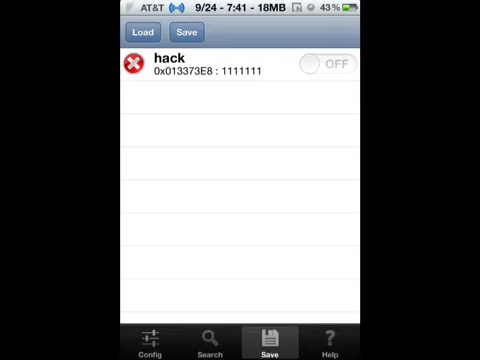 AT&T 9/24 - 7:41 - 18MB N 43%
Load Save
hack
0x013373E8 : 1111111
OFF
Config Search Save Help